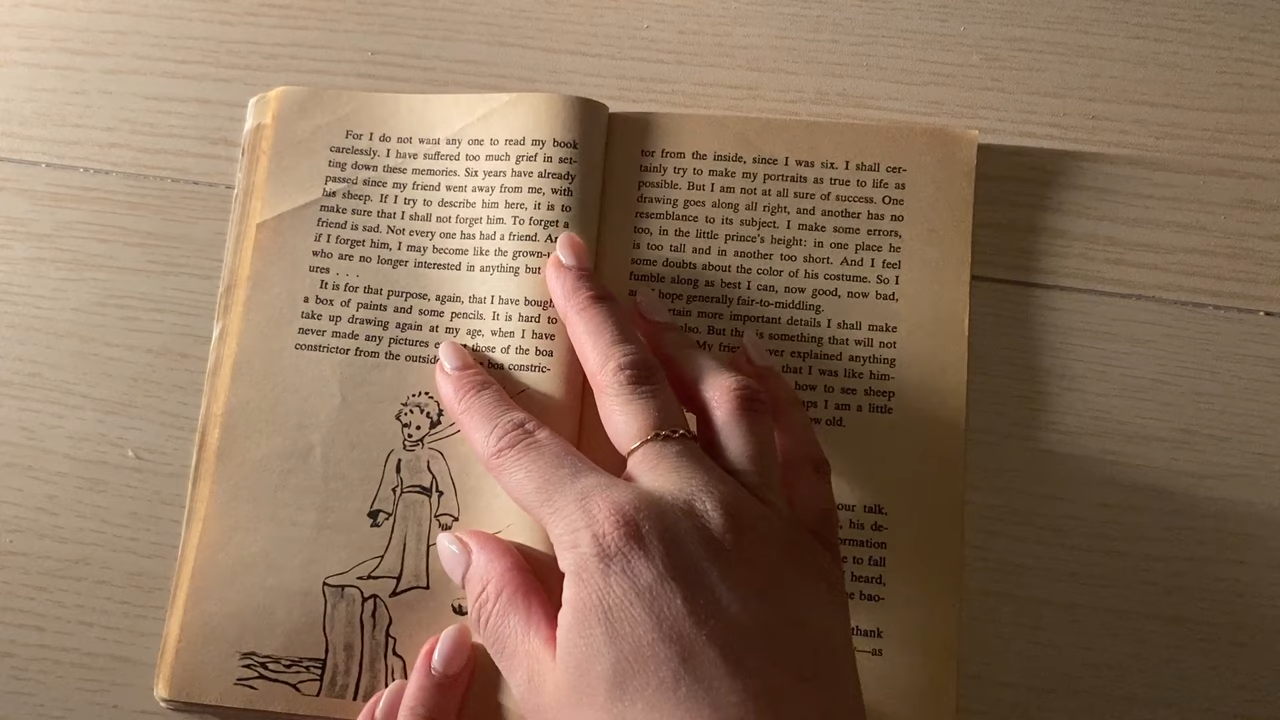 For I do not want any one to read my book
carelessly. I have suffered too much grief in set-
ting down these memories. Six years have already
passed since my friend went away from me, with
his sheep. If I try to describe him here, it is to
make sure that I shall not forget him. To forget a
friend is sad. Not every one has had a friend.
if I forget him, I may become like the
who are no longer interested in anything but
ures . . .
It is for that purpose, again, that I have
a box of paints and some pencils. It is hard to
take up drawing again at my age, when I have
never made any pictures those of the boa
constrictor from the boa constric-
tor from the inside, since I was six. I shall cer-
tainly try to make my portraits as true to life as
possible. But I am not at all sure of success. One
drawing goes along all right, and another has no
resemblance to its subject. I make some errors,
too, in the little prince's height: in one place he
is too tall and in another too short. And I feel
some doubts about the color of his costume. So I
fumble along as best I can, now good, now bad,
hope generally fair-to-middling.
more important details I shall make
also. But is something that will not
My explained anything
that I was like him-
how to see sheep
I am a little
old.
our talk,
his de-
to fall
heard,
bao-
thank
as